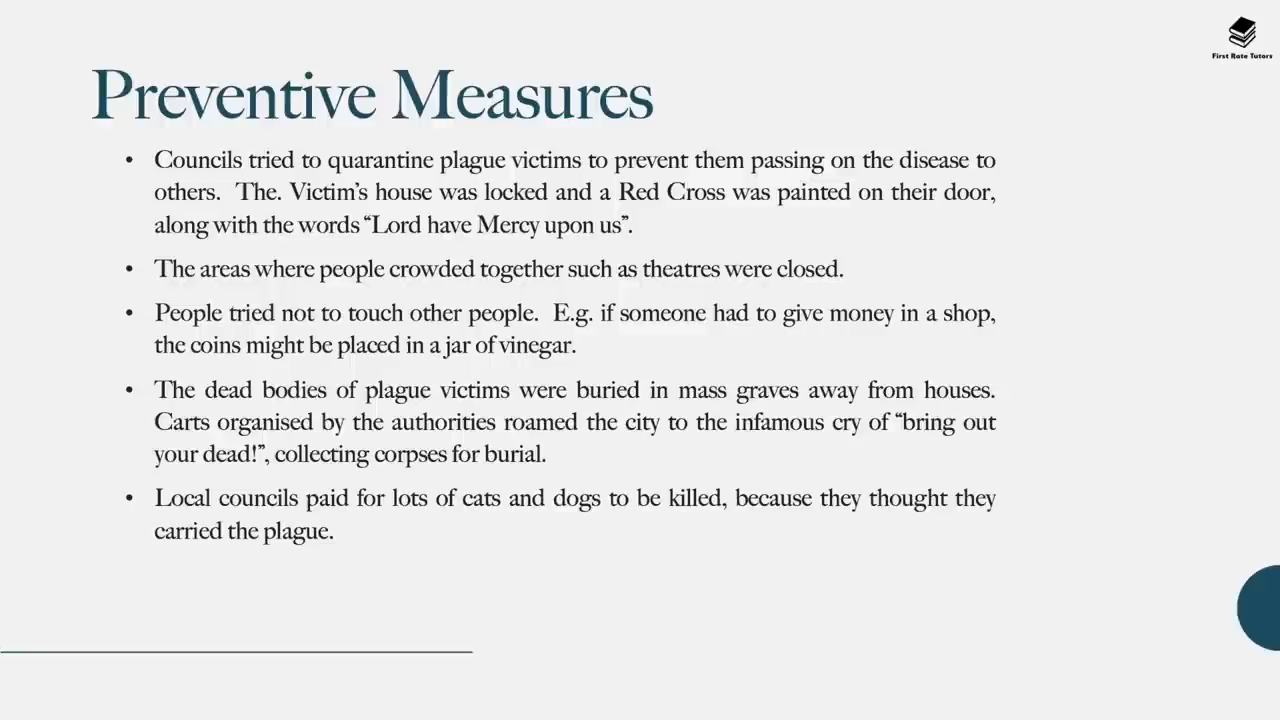 First Rate Tutors
Preventive Measures
• Councils tried to quarantine plague victims to prevent them passing on the disease to
others.  The. Victim’s house was locked and a Red Cross was painted on their door,
along with the words “Lord have Mercy upon us”.
• The areas where people crowded together such as theatres were closed.
• People tried not to touch other people.  E.g. if someone had to give money in a shop,
the coins might be placed in a jar of vinegar.
• The dead bodies of plague victims were buried in mass graves away from houses.
Carts organised by the authorities roamed the city to the infamous cry of “bring out
your dead!”, collecting corpses for burial.
• Local councils paid for lots of cats and dogs to be killed, because they thought they
carried the plague.